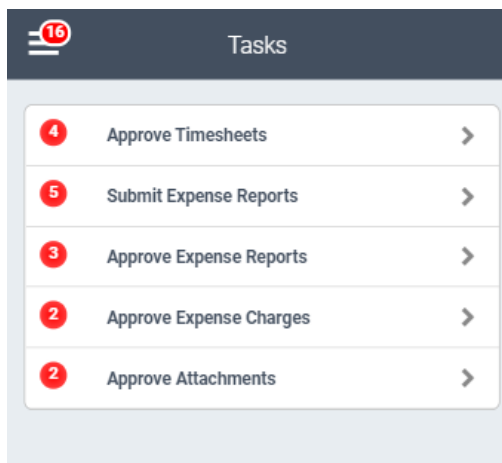 16
Tasks
4 Approve Timesheets
5 Submit Expense Reports
3 Approve Expense Reports
2 Approve Expense Charges
2 Approve Attachments